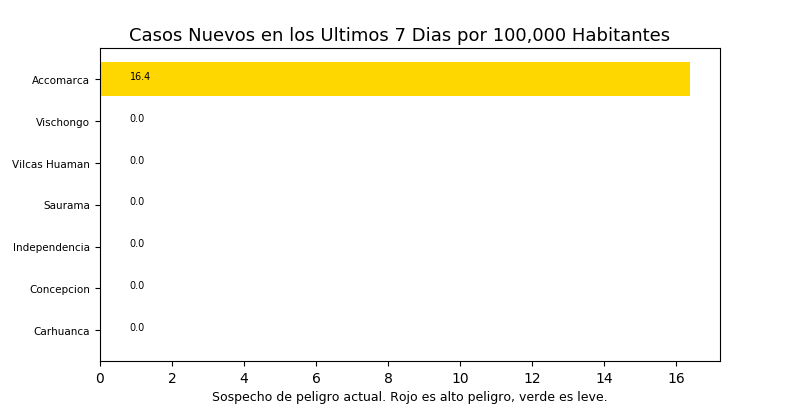 Casos Nuevos en los Ultimos 7 Dias por 100,000 Habitantes
Accomarca 16.4
Vischongo 0.0
Vilcas Huaman 0.0
Saurama 0.0
Independencia 0.0
Concepcion 0.0
Carhuanca 0.0
0 2 4 6 8 10 12 14 16
Sospecho de peligro actual. Rojo es alto peligro, verde es leve.